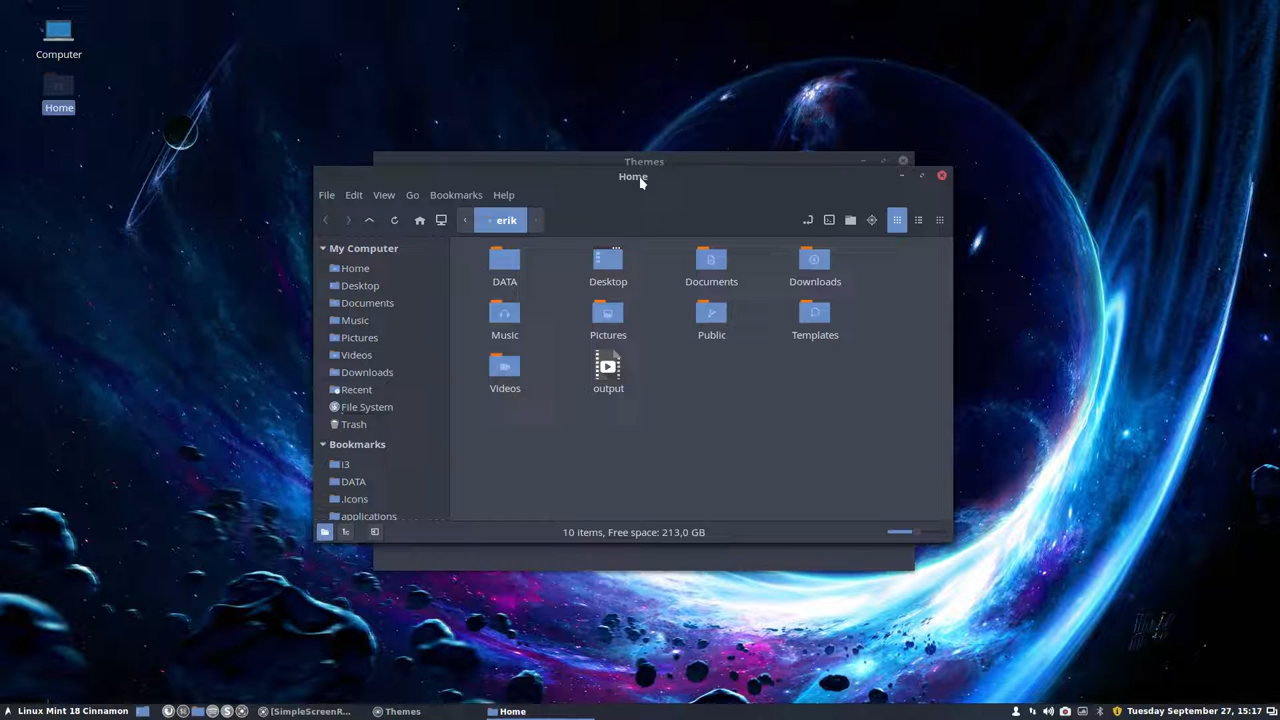 Computer
Home
Themes
Home
File Edit View Go Bookmarks Help
erik
My Computer
Home
Desktop
Documents
Music
Pictures
Videos
Downloads
Recent
File System
Trash
Bookmarks
I3
DATA
.Icons
applications
DATA Desktop Documents Downloads
Music Pictures Public Templates
Videos output
10 items, Free space: 213,0 GB
Linux Mint 18 Cinnamon [SimpleScreenR... Themes Home Tuesday September 27, 15:17